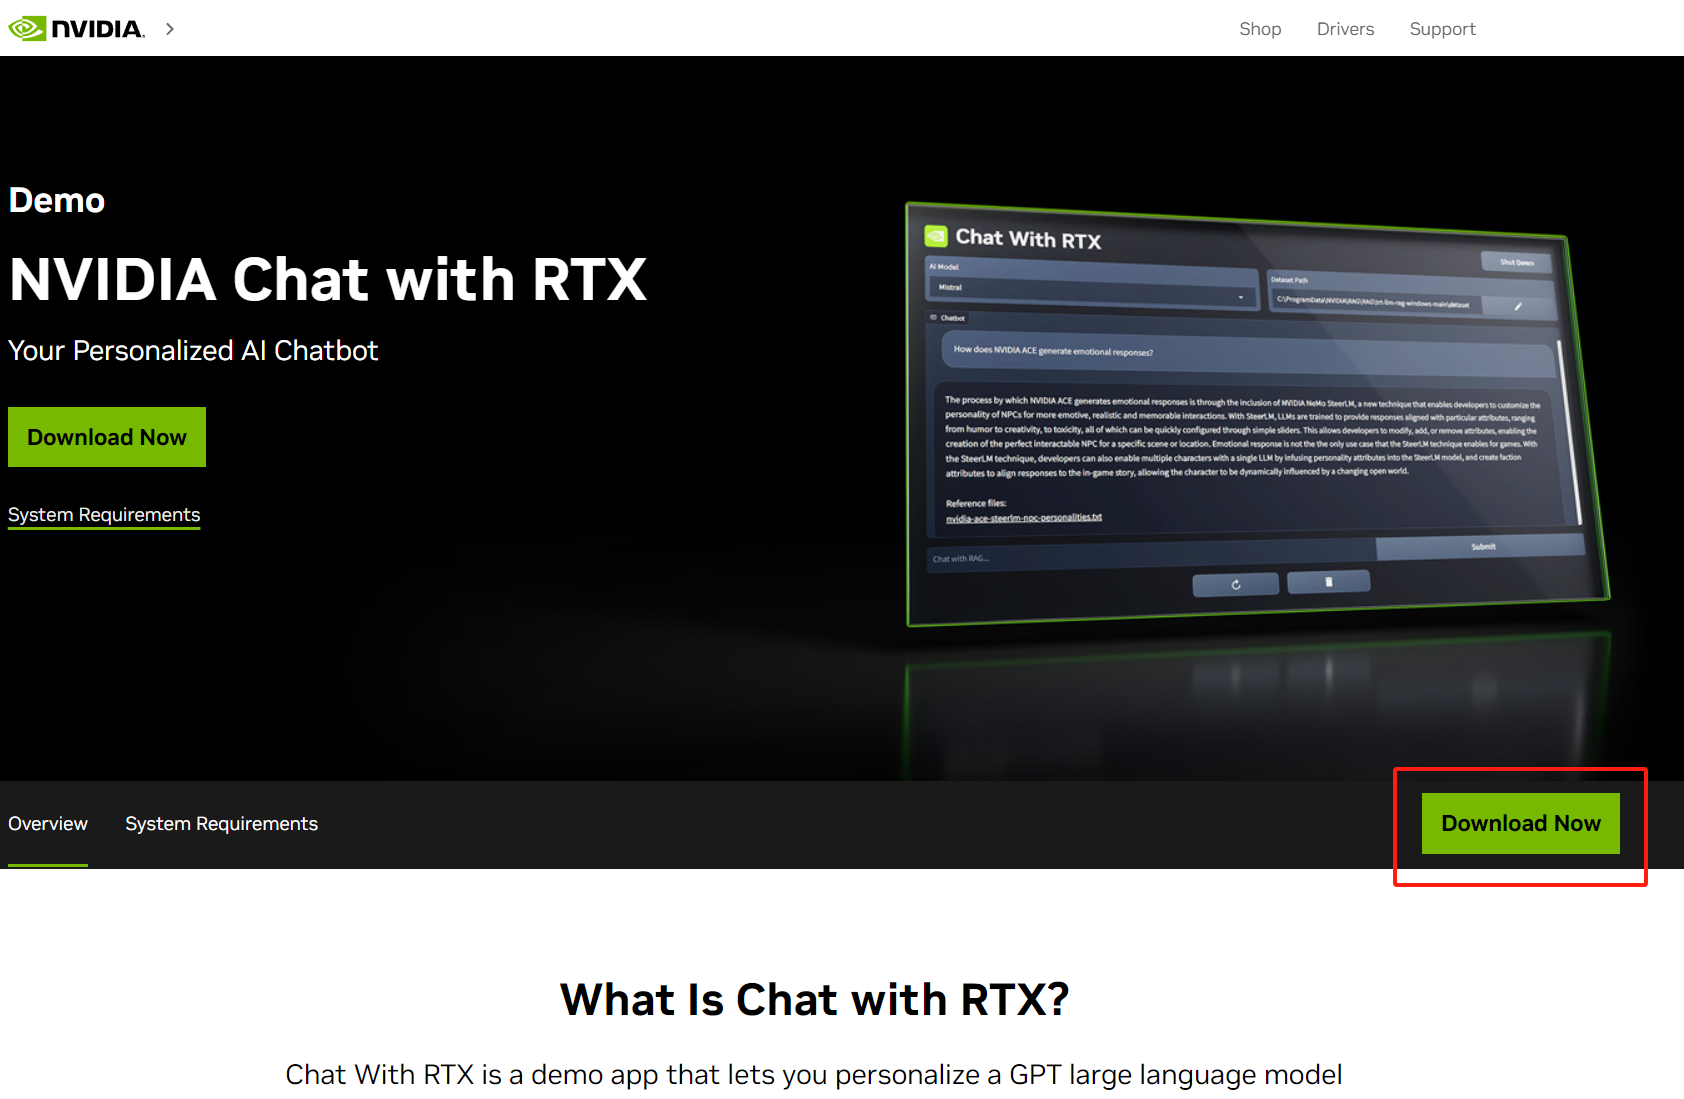 NVIDIA.
Shop Drivers Support
Demo
NVIDIA Chat with RTX
Your Personalized AI Chatbot
Download Now
System Requirements
Chat With RTX
Shut Down
AI Model
Mistral
Dataset Path
C:\ProgramData\NVIDIA\RAG\RAG\trt-llm-rag-windows-main\dataset
Chatbot
How does NVIDIA ACE generate emotional responses?
The process by which NVIDIA ACE generates emotional responses is through the inclusion of NVIDIA NeMo SteerLM, a new technique that enables developers to customize the
personality of NPCs for more emotive, realistic and memorable interactions. With SteerLM, LLMs are trained to provide responses aligned with particular attributes, ranging
from humor to creativity, to toxicity, all of which can be quickly configured through simple sliders. This allows developers to modify, add, or remove attributes, enabling the
creation of the perfect interactable NPC for a specific scene or location. Emotional response is not the the only use case that the SteerLM technique enables for games. With
the SteerLM technique, developers can also enable multiple characters with a single LLM by infusing personality attributes into the SteerLM model, and create faction
attributes to align responses to the in-game story, allowing the character to be dynamically influenced by a changing open world.
Reference files:
nvidia-ace-steerlm-npc-personalities.txt
Chat with RAG...
Submit
Overview System Requirements
Download Now
What Is Chat with RTX?
Chat With RTX is a demo app that lets you personalize a GPT large language model